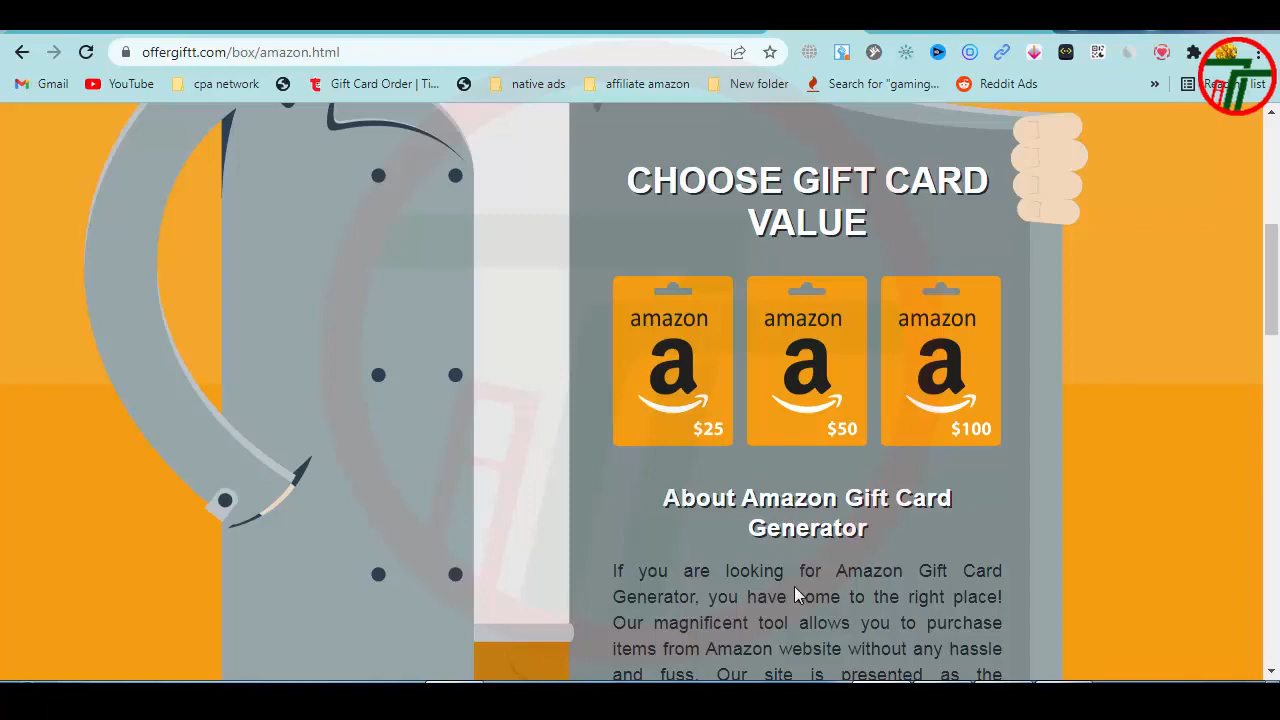 offergiftt.com/box/amazon.html
Gmail YouTube cpa network Gift Card Order | Ti... native ads affiliate amazon New folder Search for "gaming... Reddit Ads » Reading list
CHOOSE GIFT CARD
VALUE
amazon amazon amazon
a a a
$25 $50 $100
About Amazon Gift Card
Generator
If you are looking for Amazon Gift Card
Generator, you have come to the right place!
Our magnificent tool allows you to purchase
items from Amazon website without any hassle
and fuss. Our site is presented as the